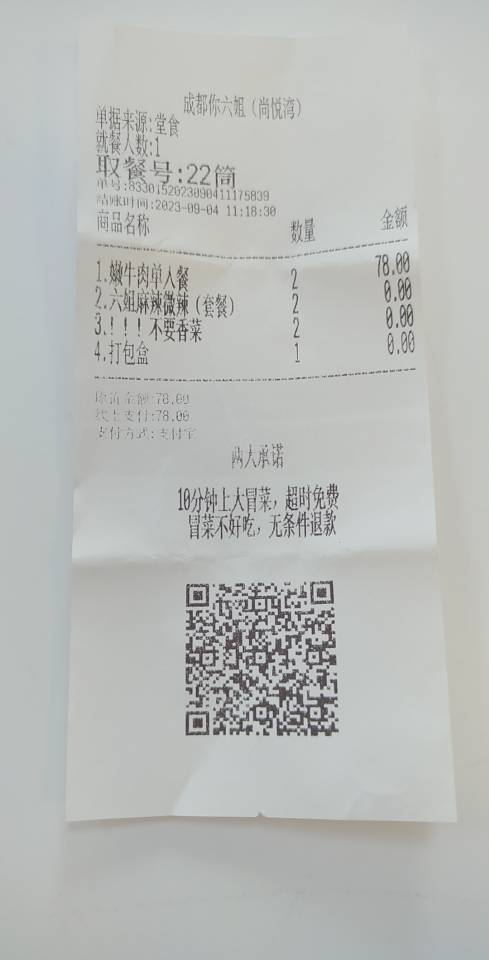 成都你六姐（尚悦湾）
单据来源:堂食
就餐人数:1
取餐号:22筒
单号:8330152023090411175839
结账时间:2023-09-04 11:18:30
商品名称 数量 金额
1.嫩牛肉单人餐 2 78.00
2.六姐麻辣微辣（套餐） 2 0.00
3.！！！不要香菜 2 0.00
4.打包盒 1 0.00
金额:78.00
线上支付:78.00
支付方式:支付宝
两大承诺
10分钟上大冒菜，超时免费
冒菜不好吃，无条件退款